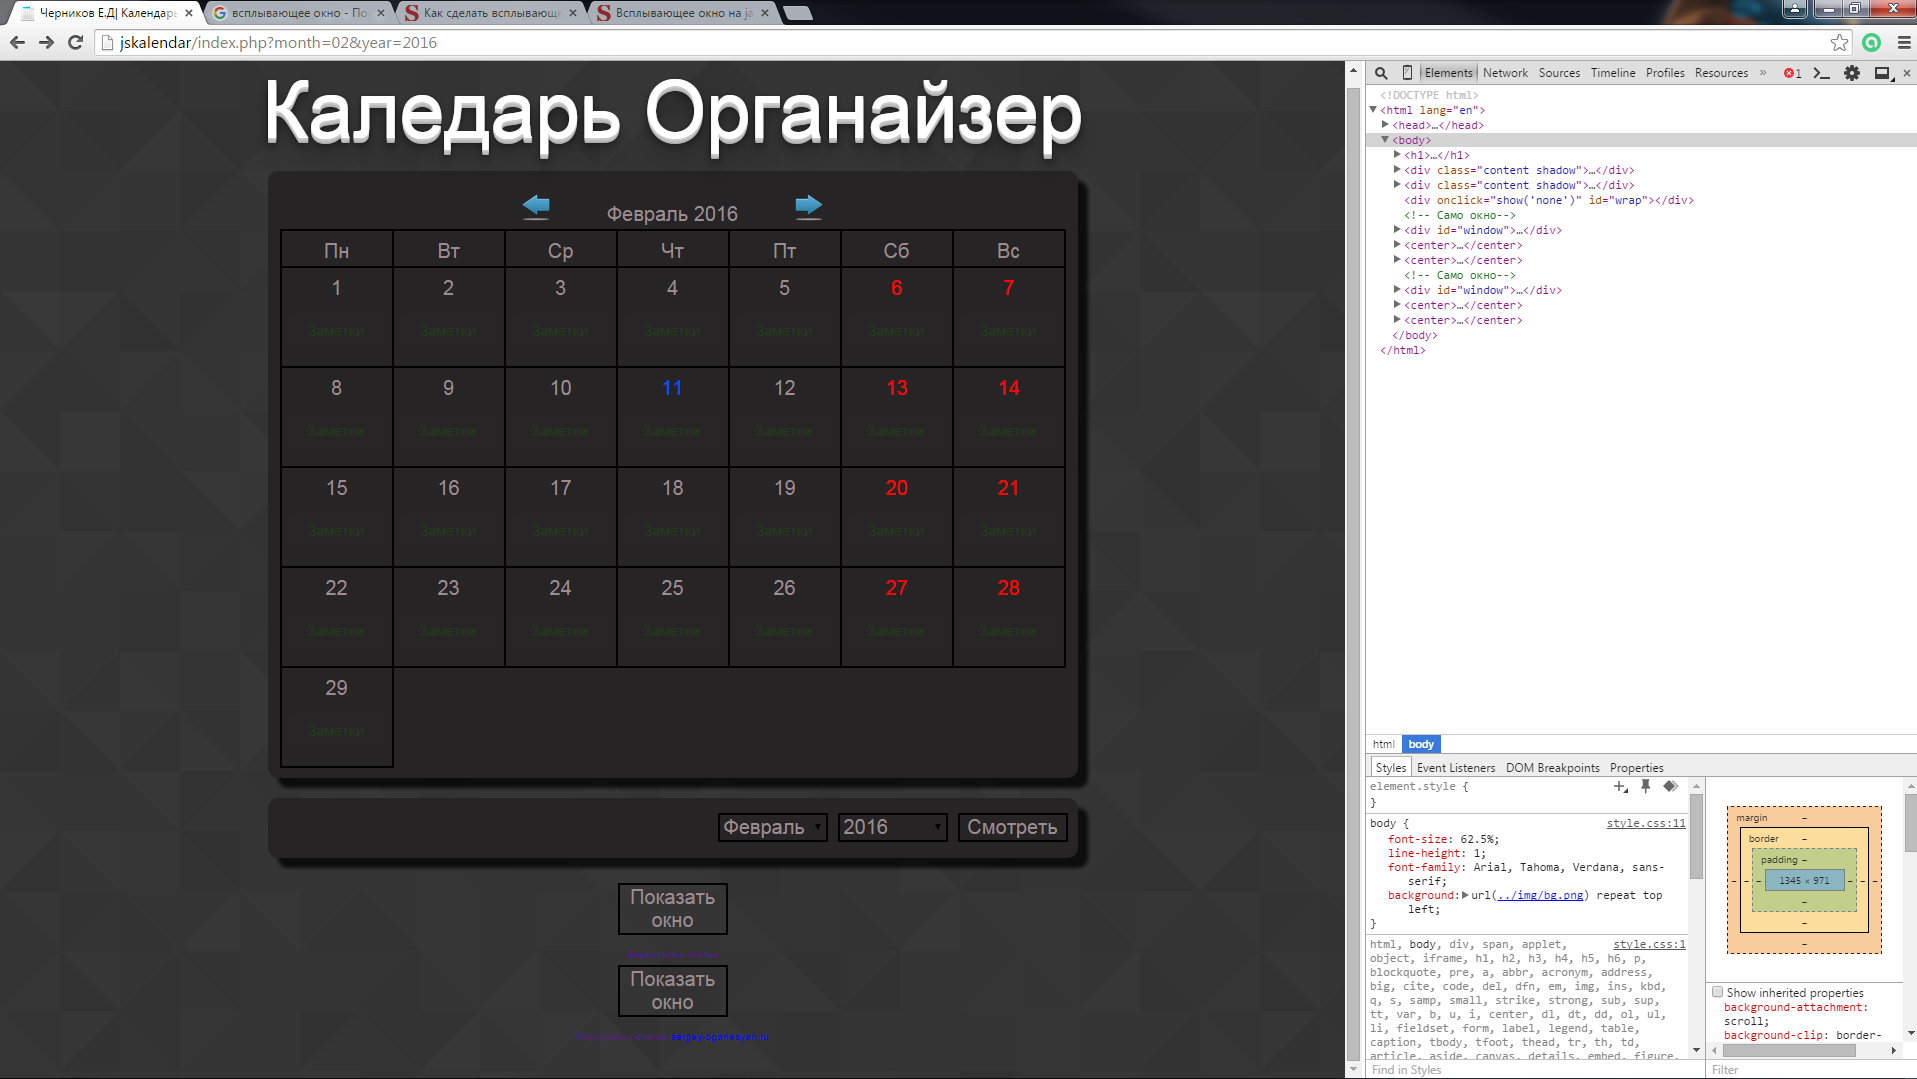 Черников Е.Д| Календарь
всплывающее окно - По
Как сделать всплывающе
Всплывающее окно на ja
jskalendar/index.php?month=02&year=2016
Каледарь Органайзер
Февраль 2016
Пн Вт Ср Чт Пт Сб Вс
1 2 3 4 5 6 7
Заметки Заметки Заметки Заметки Заметки Заметки Заметки
8 9 10 11 12 13 14
Заметки Заметки Заметки Заметки Заметки Заметки Заметки
15 16 17 18 19 20 21
Заметки Заметки Заметки Заметки Заметки Заметки Заметки
22 23 24 25 26 27 28
Заметки Заметки Заметки Заметки Заметки Заметки Заметки
29
Заметки
Февраль 2016 Смотреть
Показать
окно
Показать
окно
sergey-oganesyan.ru
Elements Network Sources Timeline Profiles Resources » 1
<!DOCTYPE html>
<html lang="en">
<head>…</head>
<body>
<h1>…</h1>
<div class="content shadow">…</div>
<div class="content shadow">…</div>
<div onclick="show('none')" id="wrap"></div>
<!-- Само окно-->
<div id="window">…</div>
<center>…</center>
<center>…</center>
<!-- Само окно-->
<div id="window">…</div>
<center>…</center>
<center>…</center>
</body>
</html>
html body
Styles Event Listeners DOM Breakpoints Properties
element.style {
}
body { style.css:11
font-size: 62.5%;
line-height: 1;
font-family: Arial, Tahoma, Verdana, sans-
serif;
background: url(../img/bg.png) repeat top
left;
}
html, body, div, span, applet, style.css:1
object, iframe, h1, h2, h3, h4, h5, h6, p,
blockquote, pre, a, abbr, acronym, address,
big, cite, code, del, dfn, em, img, ins, kbd,
q, s, samp, small, strike, strong, sub, sup,
tt, var, b, u, i, center, dl, dt, dd, ol, ul,
li, fieldset, form, label, legend, table,
caption, tbody, tfoot, thead, tr, th, td,
article, aside, canvas, details, embed, figure,
Find in Styles
margin –
border –
padding –
– – – 1345 × 971 – – –
–
–
–
Show inherited properties
background-attachment:
scroll;
background-clip: border-
Filter